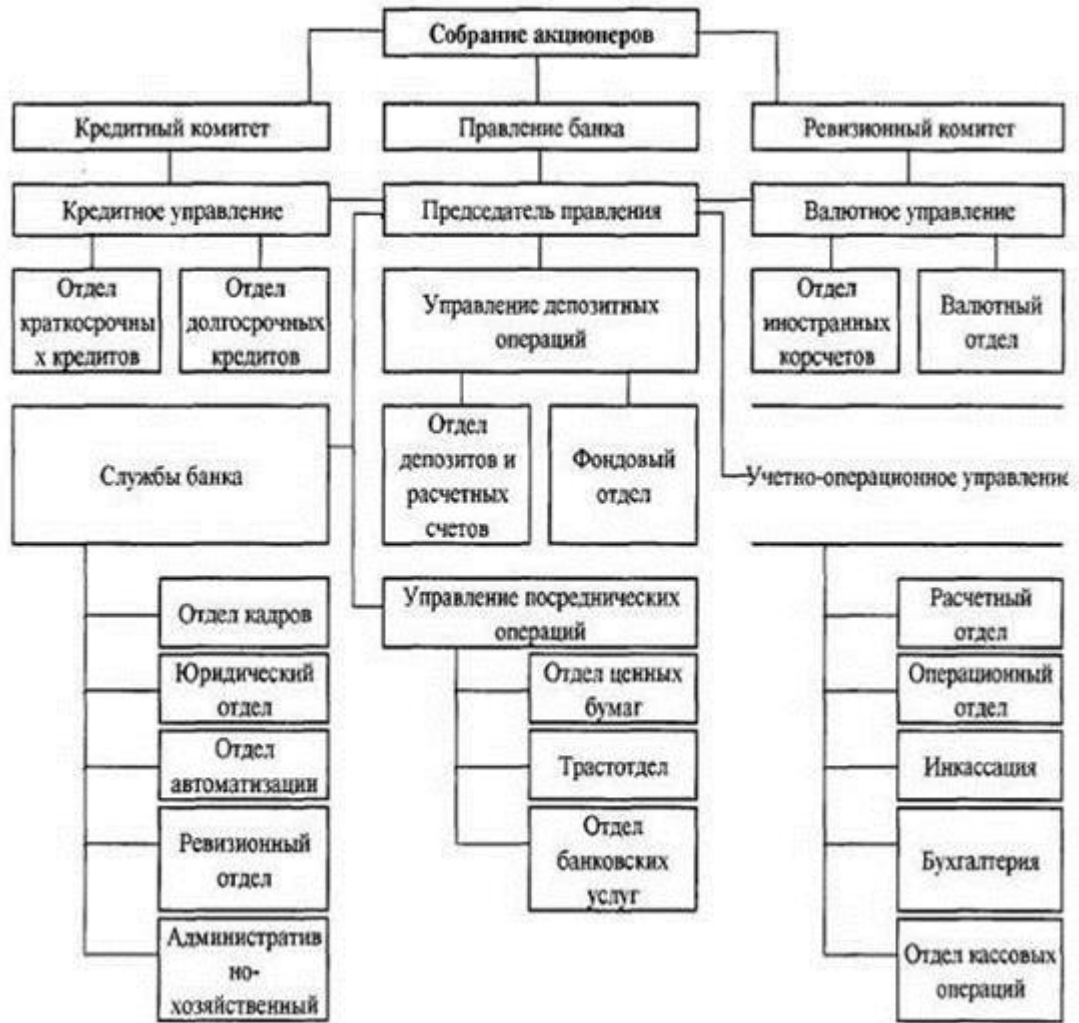 Собрание акционеров
Кредитный комитет
Правление банка
Ревизионный комитет
Кредитное управление
Председатель правления
Валютное управление
Отдел
краткосрочны
х кредитов
Отдел
долгосрочных
кредитов
Управление депозитных
операций
Отдел
иностранных
корсчетов
Валютный
отдел
Службы банка
Отдел
депозитов и
расчетных
счетов
Фондовый
отдел
Учетно-операционное управление
Отдел кадров
Юридический
отдел
Отдел
автоматизации
Ревизионный
отдел
Административ
но-
хозяйственный
Управление посреднических
операций
Отдел ценных
бумаг
Трастотдел
Отдел
банковских
услуг
Расчетный
отдел
Операционный
отдел
Инкассация
Бухгалтерия
Отдел кассовых
операций